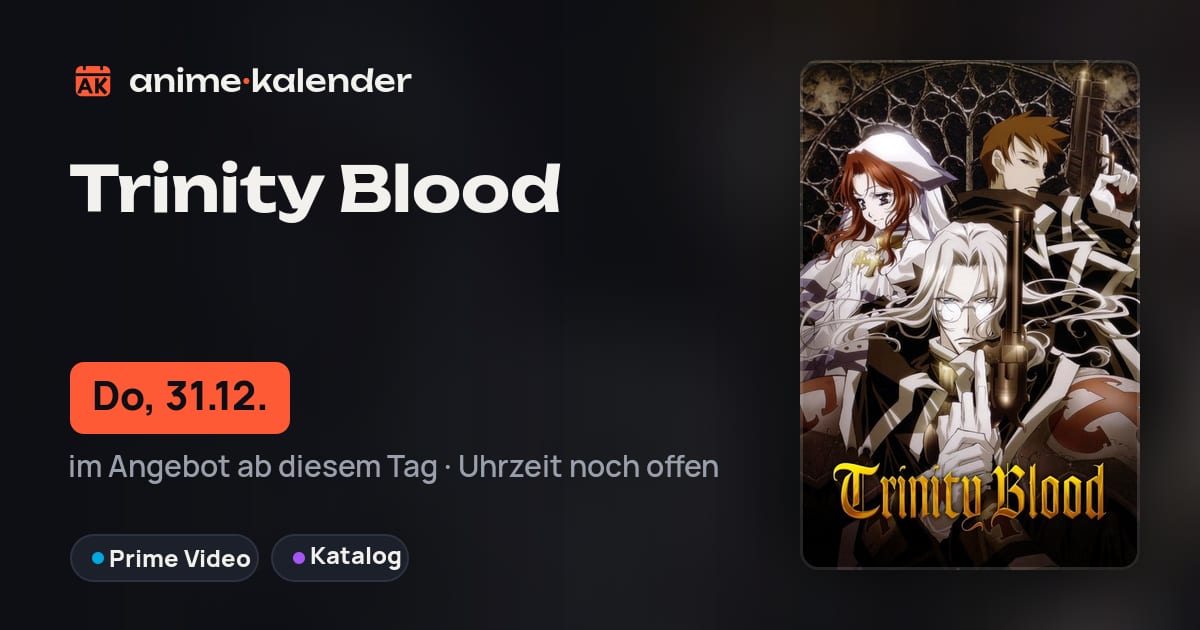 AK
anime·kalender
Trinity Blood
Do, 31.12.
im Angebot ab diesem Tag · Uhrzeit noch offen
Prime Video
Katalog
Trinity Blood